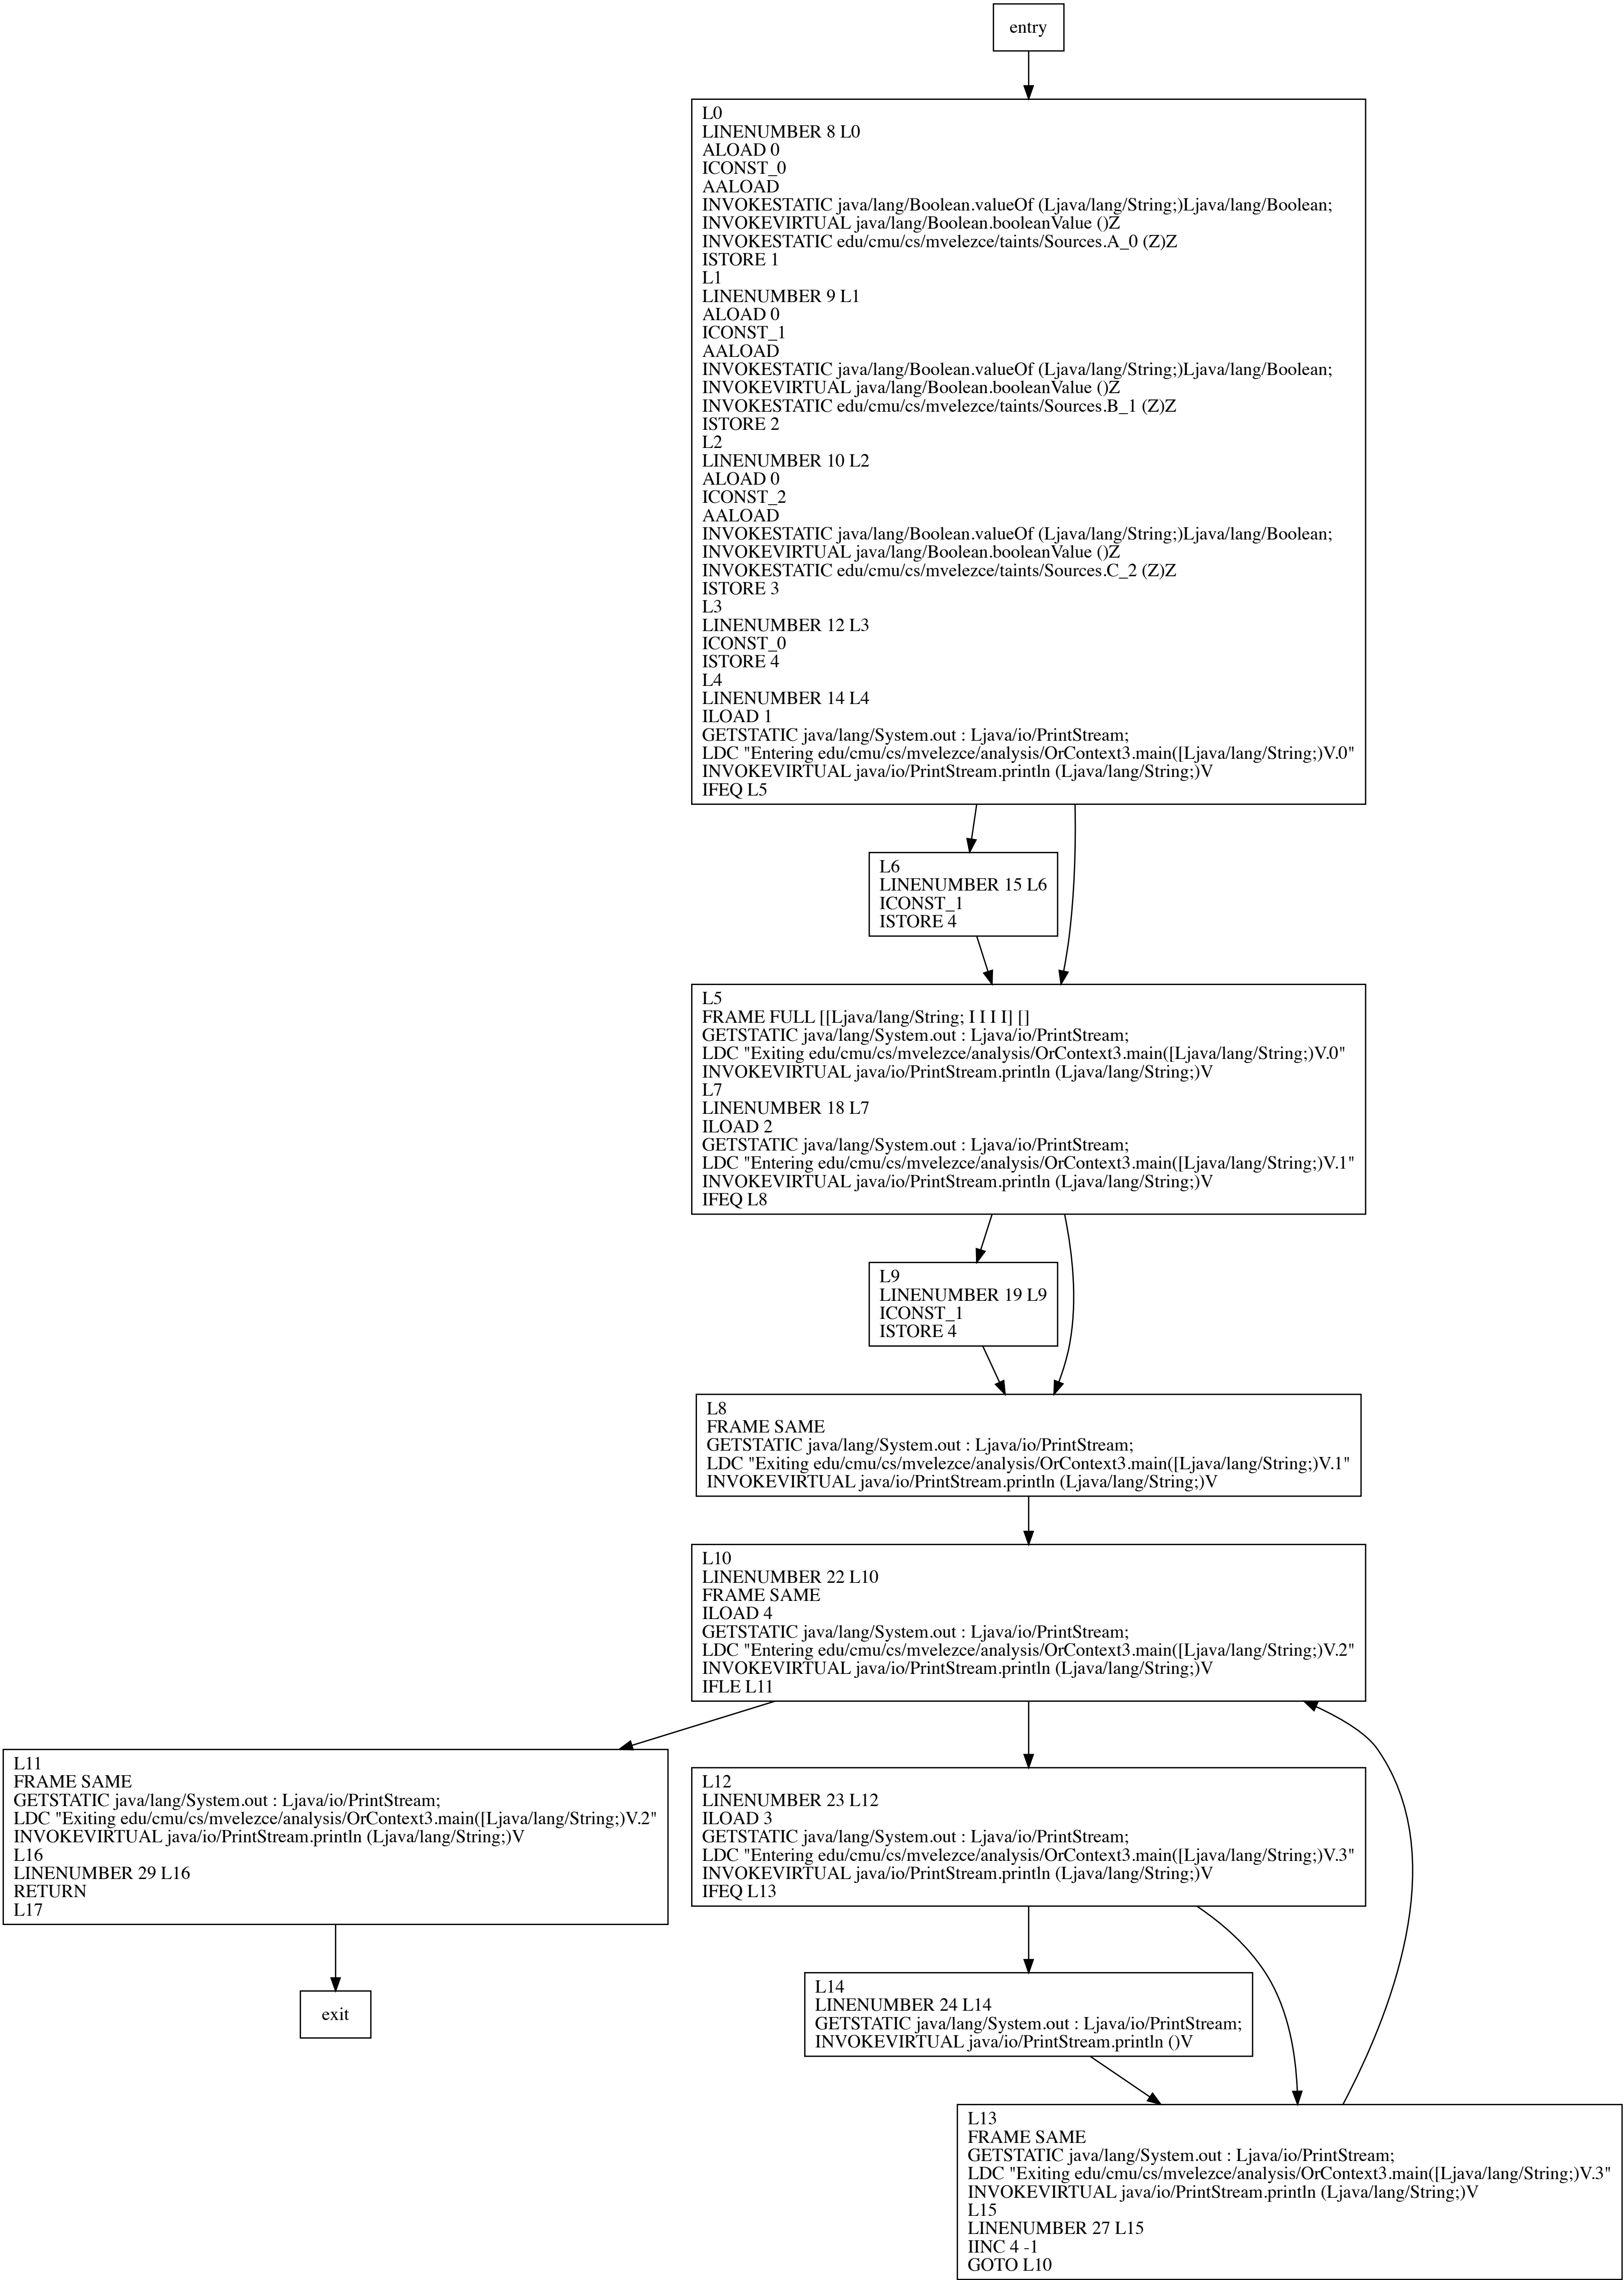 entry
L0
LINENUMBER 8 L0
ALOAD 0
ICONST_0
AALOAD
INVOKESTATIC java/lang/Boolean.valueOf (Ljava/lang/String;)Ljava/lang/Boolean;
INVOKEVIRTUAL java/lang/Boolean.booleanValue ()Z
INVOKESTATIC edu/cmu/cs/mvelezce/taints/Sources.A_0 (Z)Z
ISTORE 1
L1
LINENUMBER 9 L1
ALOAD 0
ICONST_1
AALOAD
INVOKESTATIC java/lang/Boolean.valueOf (Ljava/lang/String;)Ljava/lang/Boolean;
INVOKEVIRTUAL java/lang/Boolean.booleanValue ()Z
INVOKESTATIC edu/cmu/cs/mvelezce/taints/Sources.B_1 (Z)Z
ISTORE 2
L2
LINENUMBER 10 L2
ALOAD 0
ICONST_2
AALOAD
INVOKESTATIC java/lang/Boolean.valueOf (Ljava/lang/String;)Ljava/lang/Boolean;
INVOKEVIRTUAL java/lang/Boolean.booleanValue ()Z
INVOKESTATIC edu/cmu/cs/mvelezce/taints/Sources.C_2 (Z)Z
ISTORE 3
L3
LINENUMBER 12 L3
ICONST_0
ISTORE 4
L4
LINENUMBER 14 L4
ILOAD 1
GETSTATIC java/lang/System.out : Ljava/io/PrintStream;
LDC "Entering edu/cmu/cs/mvelezce/analysis/OrContext3.main([Ljava/lang/String;)V.0"
INVOKEVIRTUAL java/io/PrintStream.println (Ljava/lang/String;)V
IFEQ L5
L6
LINENUMBER 15 L6
ICONST_1
ISTORE 4
L5
FRAME FULL [[Ljava/lang/String; I I I I] []
GETSTATIC java/lang/System.out : Ljava/io/PrintStream;
LDC "Exiting edu/cmu/cs/mvelezce/analysis/OrContext3.main([Ljava/lang/String;)V.0"
INVOKEVIRTUAL java/io/PrintStream.println (Ljava/lang/String;)V
L7
LINENUMBER 18 L7
ILOAD 2
GETSTATIC java/lang/System.out : Ljava/io/PrintStream;
LDC "Entering edu/cmu/cs/mvelezce/analysis/OrContext3.main([Ljava/lang/String;)V.1"
INVOKEVIRTUAL java/io/PrintStream.println (Ljava/lang/String;)V
IFEQ L8
L9
LINENUMBER 19 L9
ICONST_1
ISTORE 4
L8
FRAME SAME
GETSTATIC java/lang/System.out : Ljava/io/PrintStream;
LDC "Exiting edu/cmu/cs/mvelezce/analysis/OrContext3.main([Ljava/lang/String;)V.1"
INVOKEVIRTUAL java/io/PrintStream.println (Ljava/lang/String;)V
L10
LINENUMBER 22 L10
FRAME SAME
ILOAD 4
GETSTATIC java/lang/System.out : Ljava/io/PrintStream;
LDC "Entering edu/cmu/cs/mvelezce/analysis/OrContext3.main([Ljava/lang/String;)V.2"
INVOKEVIRTUAL java/io/PrintStream.println (Ljava/lang/String;)V
IFLE L11
L11
FRAME SAME
GETSTATIC java/lang/System.out : Ljava/io/PrintStream;
LDC "Exiting edu/cmu/cs/mvelezce/analysis/OrContext3.main([Ljava/lang/String;)V.2"
INVOKEVIRTUAL java/io/PrintStream.println (Ljava/lang/String;)V
L16
LINENUMBER 29 L16
RETURN
L17
L12
LINENUMBER 23 L12
ILOAD 3
GETSTATIC java/lang/System.out : Ljava/io/PrintStream;
LDC "Entering edu/cmu/cs/mvelezce/analysis/OrContext3.main([Ljava/lang/String;)V.3"
INVOKEVIRTUAL java/io/PrintStream.println (Ljava/lang/String;)V
IFEQ L13
exit
L14
LINENUMBER 24 L14
GETSTATIC java/lang/System.out : Ljava/io/PrintStream;
INVOKEVIRTUAL java/io/PrintStream.println ()V
L13
FRAME SAME
GETSTATIC java/lang/System.out : Ljava/io/PrintStream;
LDC "Exiting edu/cmu/cs/mvelezce/analysis/OrContext3.main([Ljava/lang/String;)V.3"
INVOKEVIRTUAL java/io/PrintStream.println (Ljava/lang/String;)V
L15
LINENUMBER 27 L15
IINC 4 -1
GOTO L10